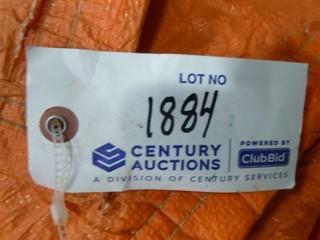 LOT NO
1884
CENTURY
AUCTIONS
POWERED BY
ClubBid
A DIVISION OF CENTURY SERVICES